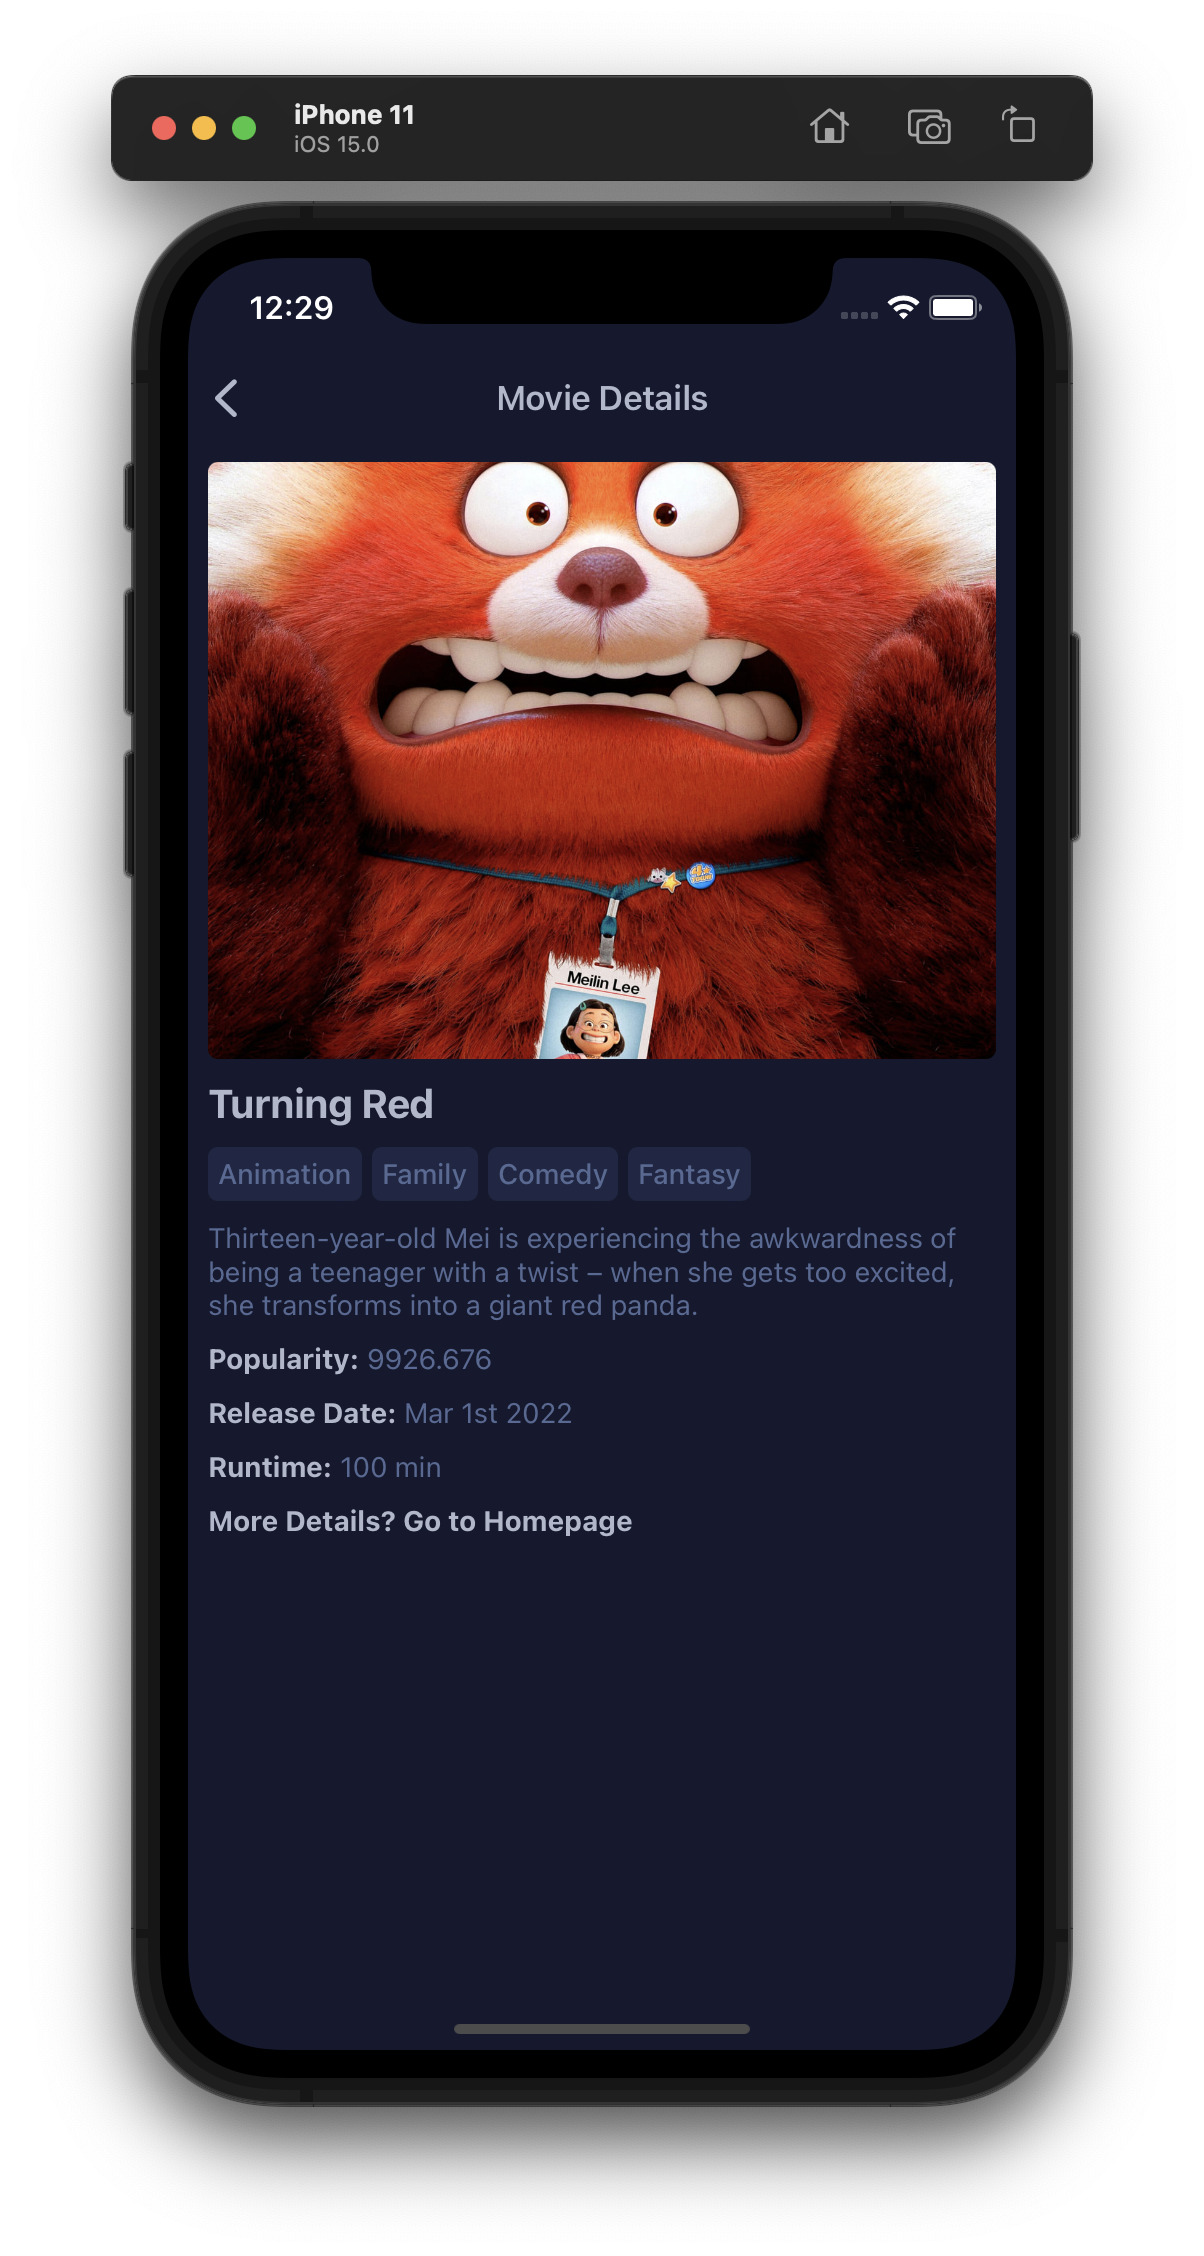 iPhone 11
iOS 15.0
12:29
Movie Details
Meilin Lee
Turning Red
Animation Family Comedy Fantasy
Thirteen-year-old Mei is experiencing the awkwardness of
being a teenager with a twist – when she gets too excited,
she transforms into a giant red panda.
Popularity: 9926.676
Release Date: Mar 1st 2022
Runtime: 100 min
More Details? Go to Homepage